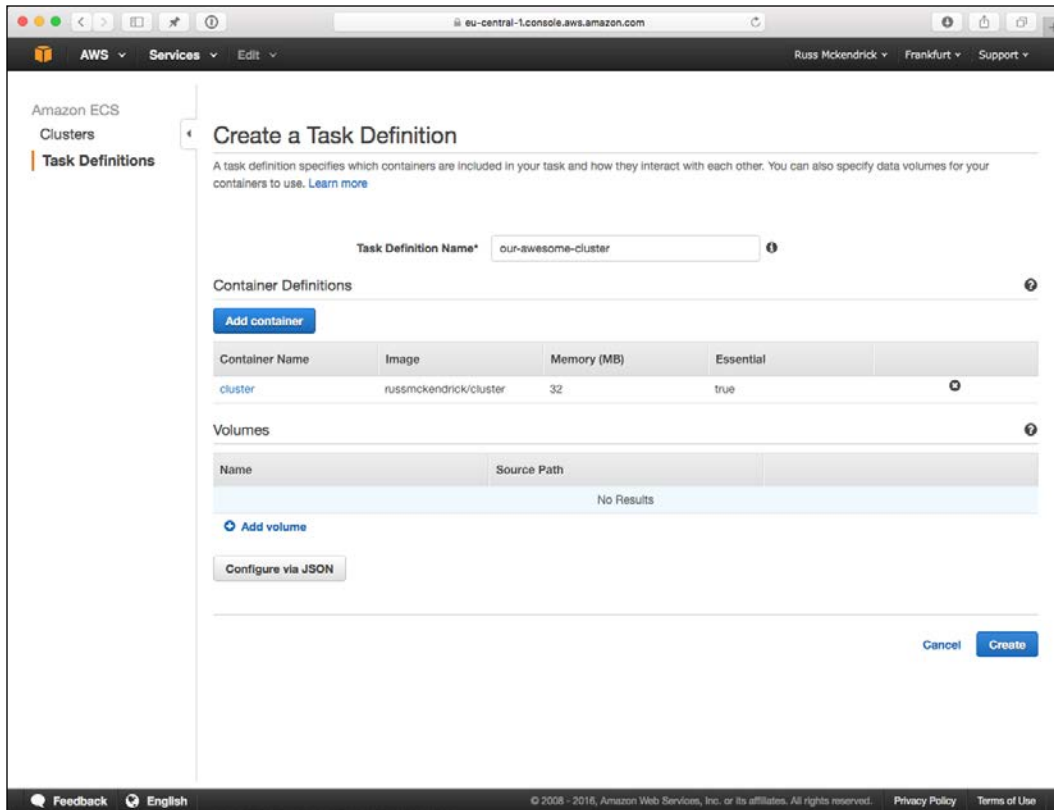 eu-central-1.console.aws.amazon.com
AWS Services Edit Russ Mckendrick Frankfurt Support
Amazon ECS
Clusters
Task Definitions
Create a Task Definition
A task definition specifies which containers are included in your task and how they interact with each other. You can also specify data volumes for your
containers to use. Learn more
Task Definition Name* our-awesome-cluster
Container Definitions
Add container
Container Name Image Memory (MB) Essential
cluster russmckendrick/cluster 32 true
Volumes
Name Source Path
No Results
Add volume
Configure via JSON
Cancel Create
Feedback English © 2008 - 2016, Amazon Web Services, Inc. or its affiliates. All rights reserved. Privacy Policy Terms of Use